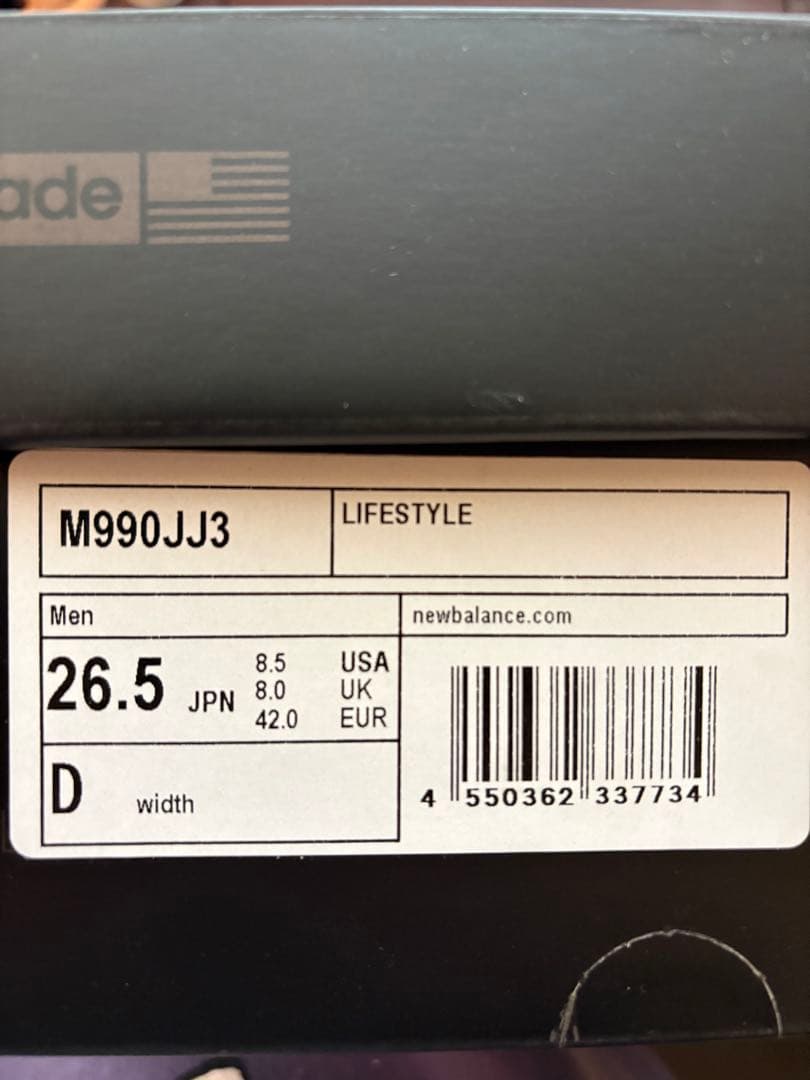 ade
M990JJ3
LIFESTYLE
Men
newbalance.com
26.5 JPN
8.5 USA
8.0 UK
42.0 EUR
D width
4 550362 337734